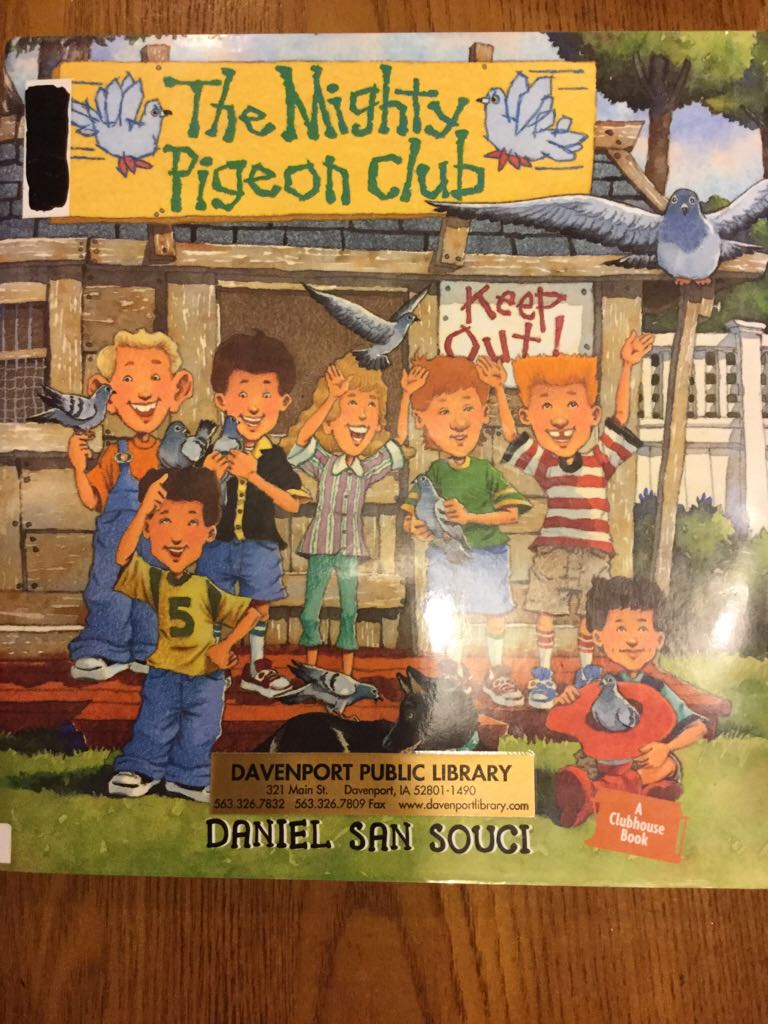 The Mighty
Pigeon Club
Keep
Out!
5
DAVENPORT PUBLIC LIBRARY
321 Main St. Davenport, IA 52801-1490
563.326.7832 563.326.7809 Fax www.davenportlibrary.com
DANIEL SAN SOUCI
A
Clubhouse
Book